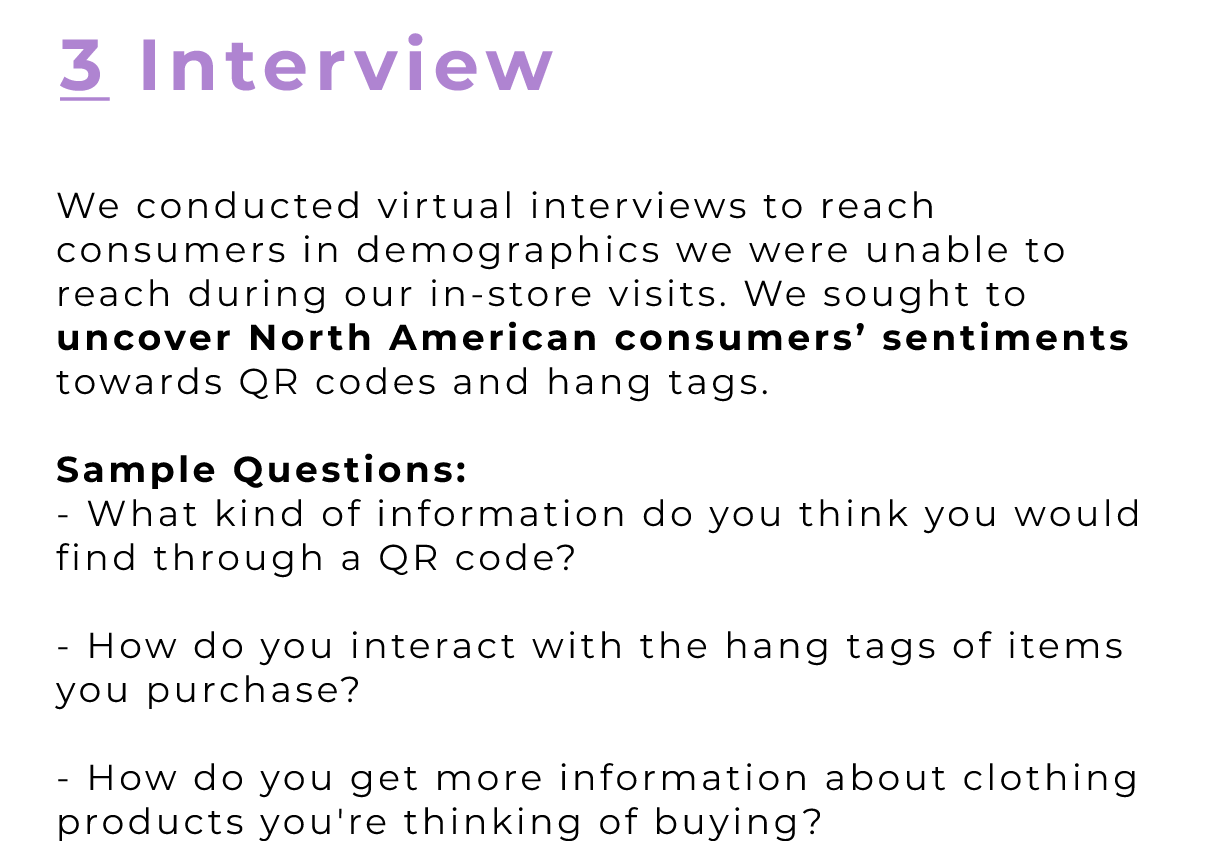 3 Interview
We conducted virtual interviews to reach
consumers in demographics we were unable to
reach during our in-store visits. We sought to
uncover North American consumers’ sentiments
towards QR codes and hang tags.
Sample Questions:
- What kind of information do you think you would
find through a QR code?
- How do you interact with the hang tags of items
you purchase?
- How do you get more information about clothing
products you're thinking of buying?